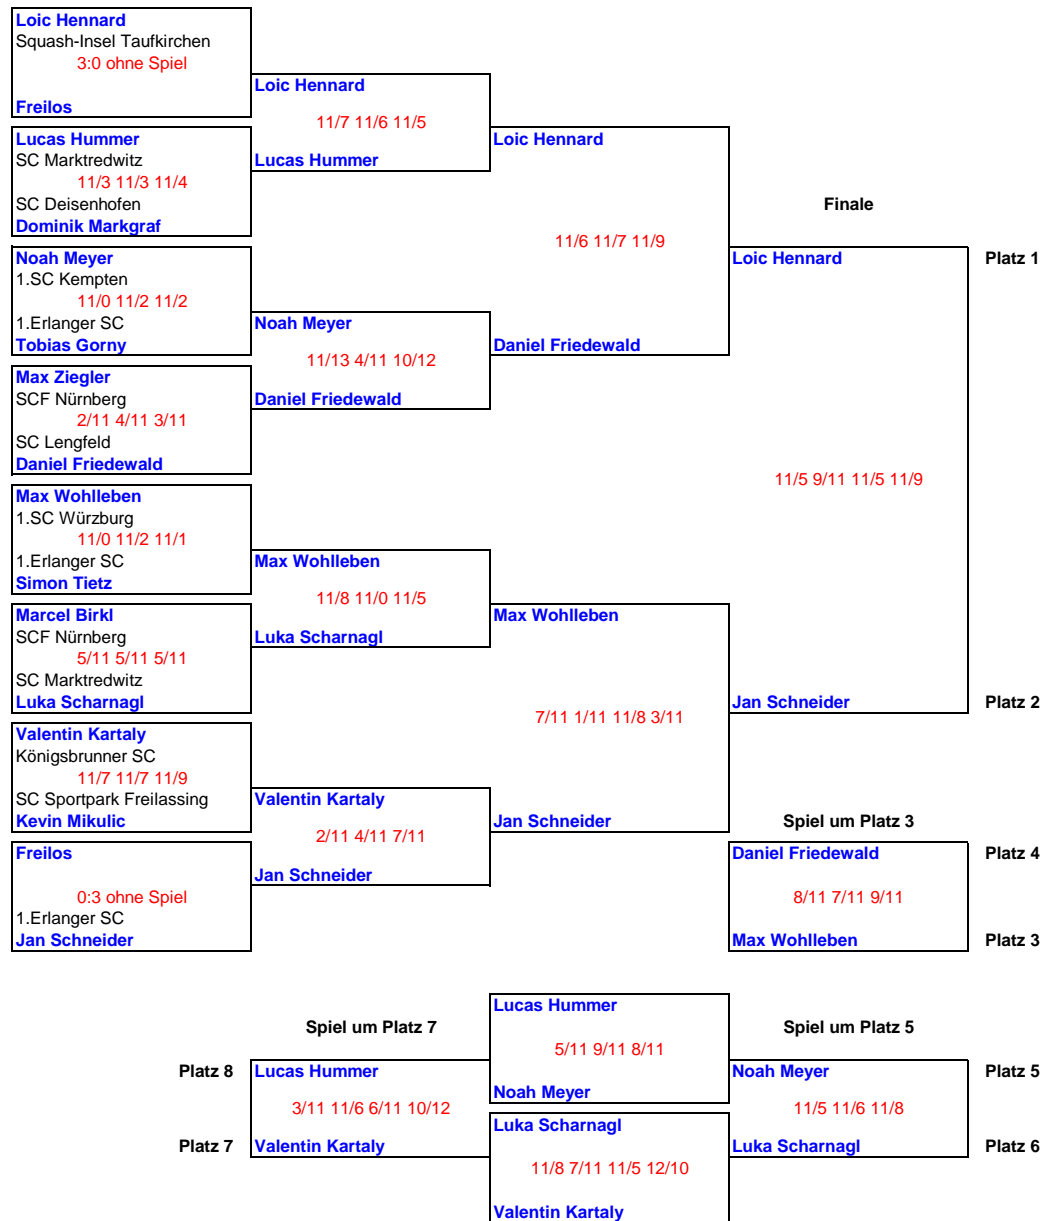 Loic Hennard
Squash-Insel Taufkirchen
3:0 ohne Spiel
Freilos
Lucas Hummer
SC Marktredwitz
11/3 11/3 11/4
SC Deisenhofen
Dominik Markgraf
Noah Meyer
1.SC Kempten
11/0 11/2 11/2
1.Erlanger SC
Tobias Gorny
Max Ziegler
SCF Nürnberg
2/11 4/11 3/11
SC Lengfeld
Daniel Friedewald
Max Wohlleben
1.SC Würzburg
11/0 11/2 11/1
1.Erlanger SC
Simon Tietz
Marcel Birkl
SCF Nürnberg
5/11 5/11 5/11
SC Marktredwitz
Luka Scharnagl
Valentin Kartaly
Königsbrunner SC
11/7 11/7 11/9
SC Sportpark Freilassing
Kevin Mikulic
Freilos
0:3 ohne Spiel
1.Erlanger SC
Jan Schneider
Loic Hennard
11/7 11/6 11/5
Lucas Hummer
Noah Meyer
11/13 4/11 10/12
Daniel Friedewald
Max Wohlleben
11/8 11/0 11/5
Luka Scharnagl
Valentin Kartaly
2/11 4/11 7/11
Jan Schneider
Loic Hennard
11/6 11/7 11/9
Daniel Friedewald
Max Wohlleben
7/11 1/11 11/8 3/11
Jan Schneider
Finale
Loic Hennard
Platz 1
11/5 9/11 11/5 11/9
Jan Schneider
Platz 2
Spiel um Platz 3
Daniel Friedewald
Platz 4
8/11 7/11 9/11
Max Wohlleben
Platz 3
Spiel um Platz 7
Platz 8
Lucas Hummer
3/11 11/6 6/11 10/12
Platz 7
Valentin Kartaly
Lucas Hummer
5/11 9/11 8/11
Noah Meyer
Luka Scharnagl
11/8 7/11 11/5 12/10
Valentin Kartaly
Spiel um Platz 5
Noah Meyer
Platz 5
11/5 11/6 11/8
Luka Scharnagl
Platz 6